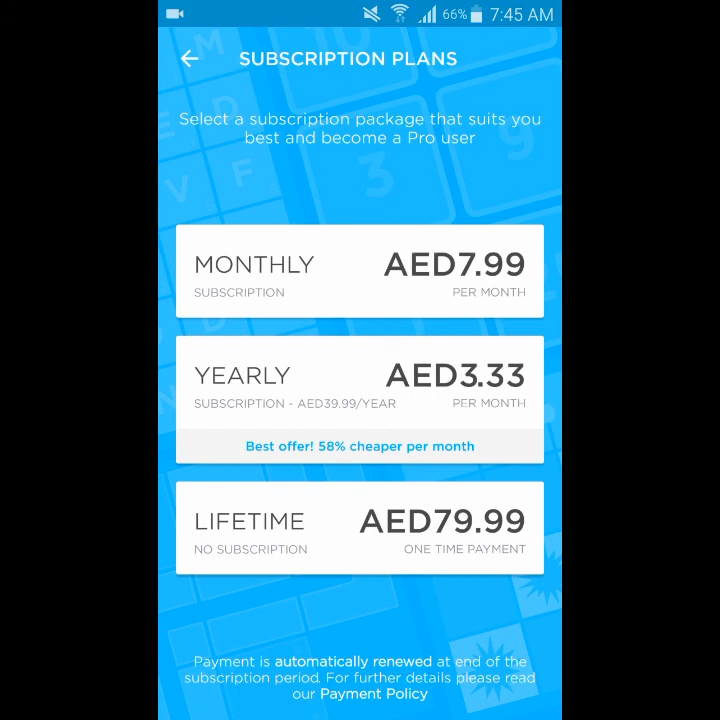 66% 7:45 AM
SUBSCRIPTION PLANS
Select a subscription package that suits you
best and become a Pro user
MONTHLY AED7.99
SUBSCRIPTION PER MONTH
YEARLY AED3.33
SUBSCRIPTION - AED39.99/YEAR PER MONTH
Best offer! 58% cheaper per month
LIFETIME AED79.99
NO SUBSCRIPTION ONE TIME PAYMENT
Payment is automatically renewed at end of the
subscription period. For further details please read
our Payment Policy